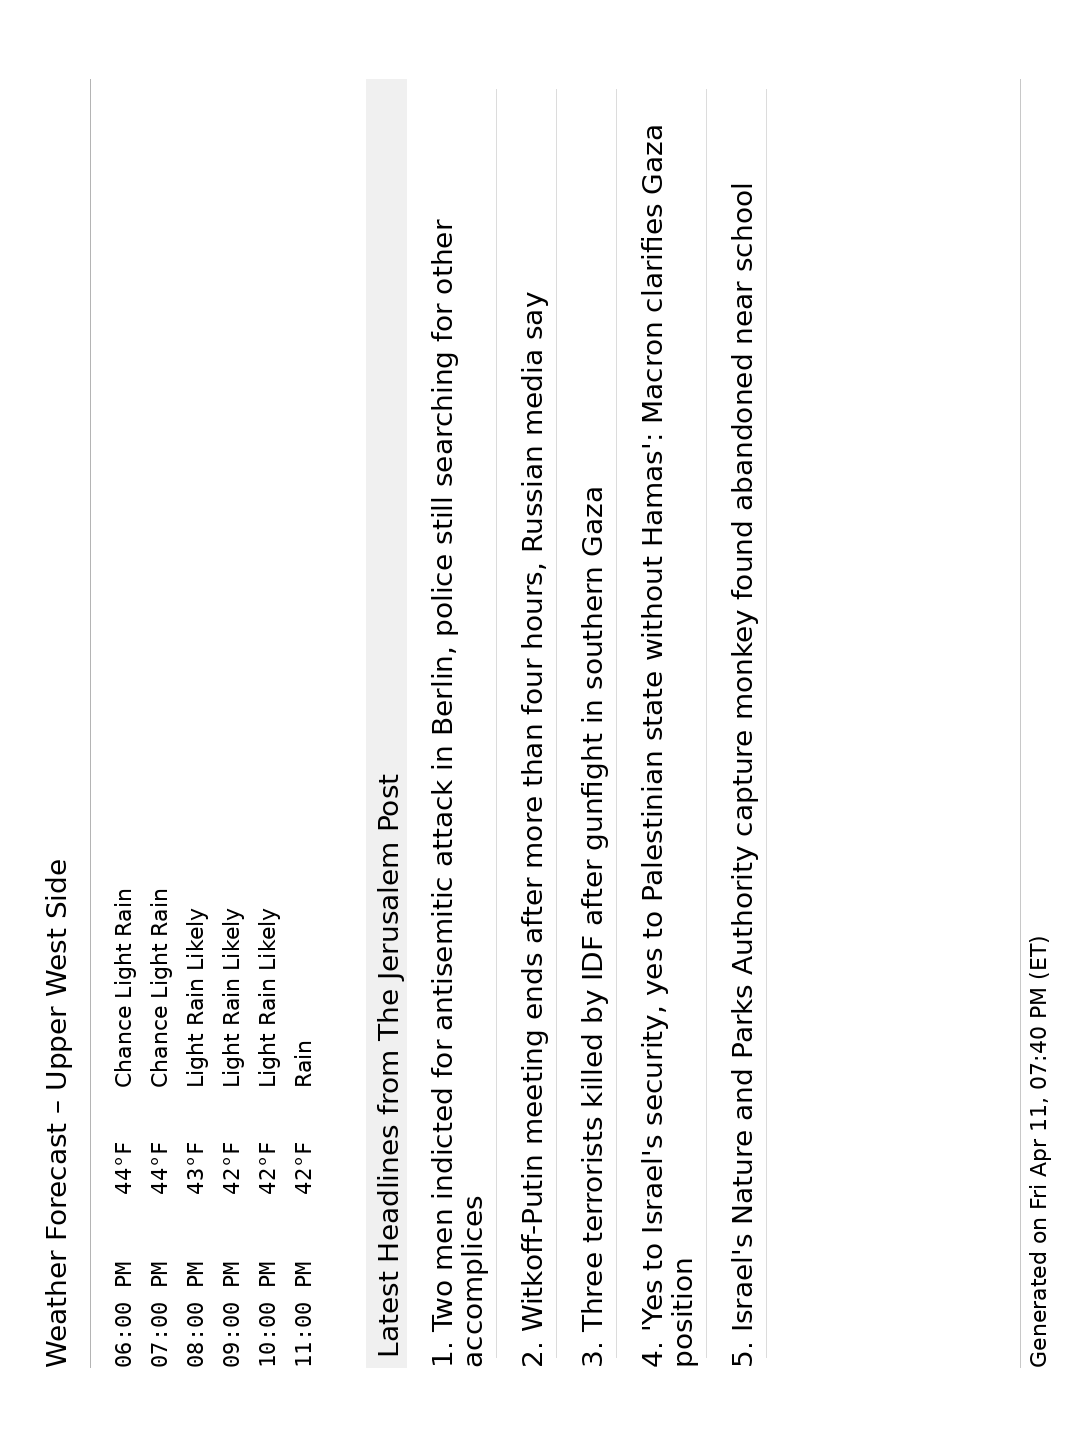 Weather Forecast – Upper West Side
06:00 PM 44°F Chance Light Rain
07:00 PM 44°F Chance Light Rain
08:00 PM 43°F Light Rain Likely
09:00 PM 42°F Light Rain Likely
10:00 PM 42°F Light Rain Likely
11:00 PM 42°F Rain
Latest Headlines from The Jerusalem Post
1. Two men indicted for antisemitic attack in Berlin, police still searching for other
accomplices
2. Witkoff-Putin meeting ends after more than four hours, Russian media say
3. Three terrorists killed by IDF after gunfight in southern Gaza
4. 'Yes to Israel's security, yes to Palestinian state without Hamas': Macron clarifies Gaza
position
5. Israel's Nature and Parks Authority capture monkey found abandoned near school
Generated on Fri Apr 11, 07:40 PM (ET)